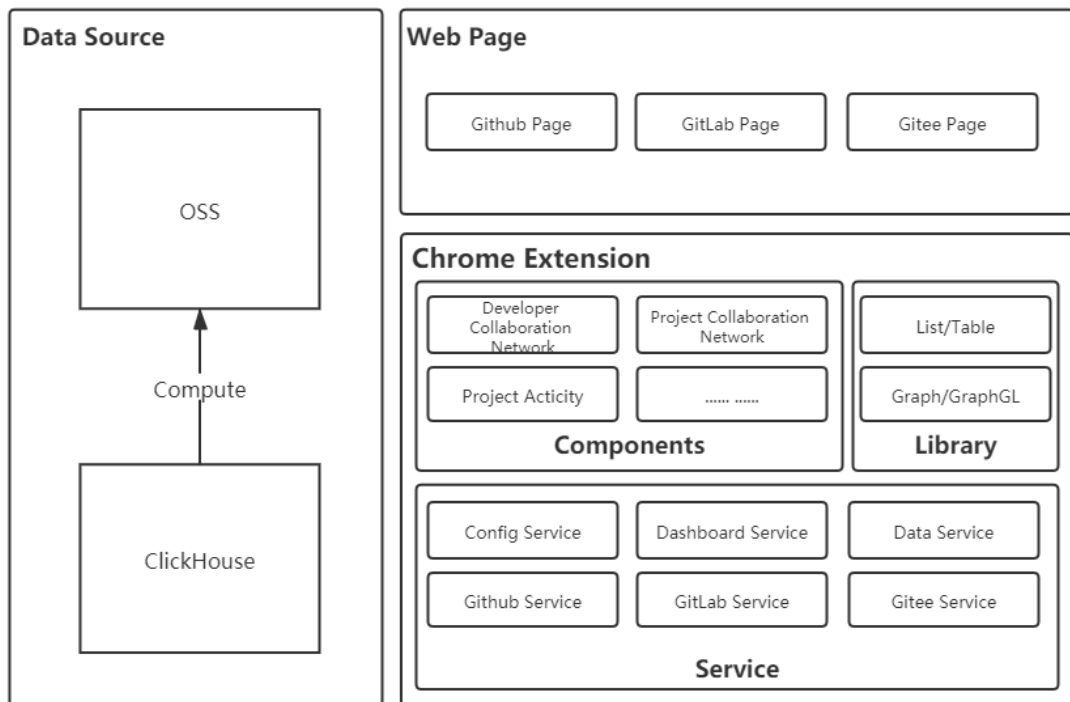 Data Source
OSS
Compute
ClickHouse
Web Page
Github Page
GitLab Page
Gitee Page
Chrome Extension
Developer
Collaboration
Network
Project Collaboration
Network
Project Acticity
...... ......
Components
List/Table
Graph/GraphGL
Library
Config Service
Dashboard Service
Data Service
Github Service
GitLab Service
Gitee Service
Service